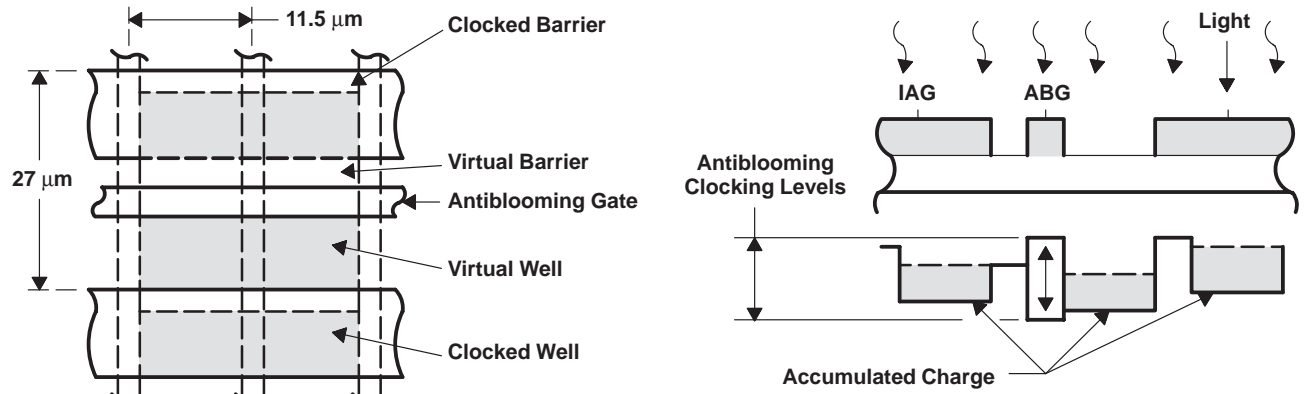 11.5 μm
Clocked Barrier
27 μm
Virtual Barrier
Antiblooming Gate
Virtual Well
Clocked Well
Light
IAG
ABG
Antiblooming
Clocking Levels
Accumulated Charge